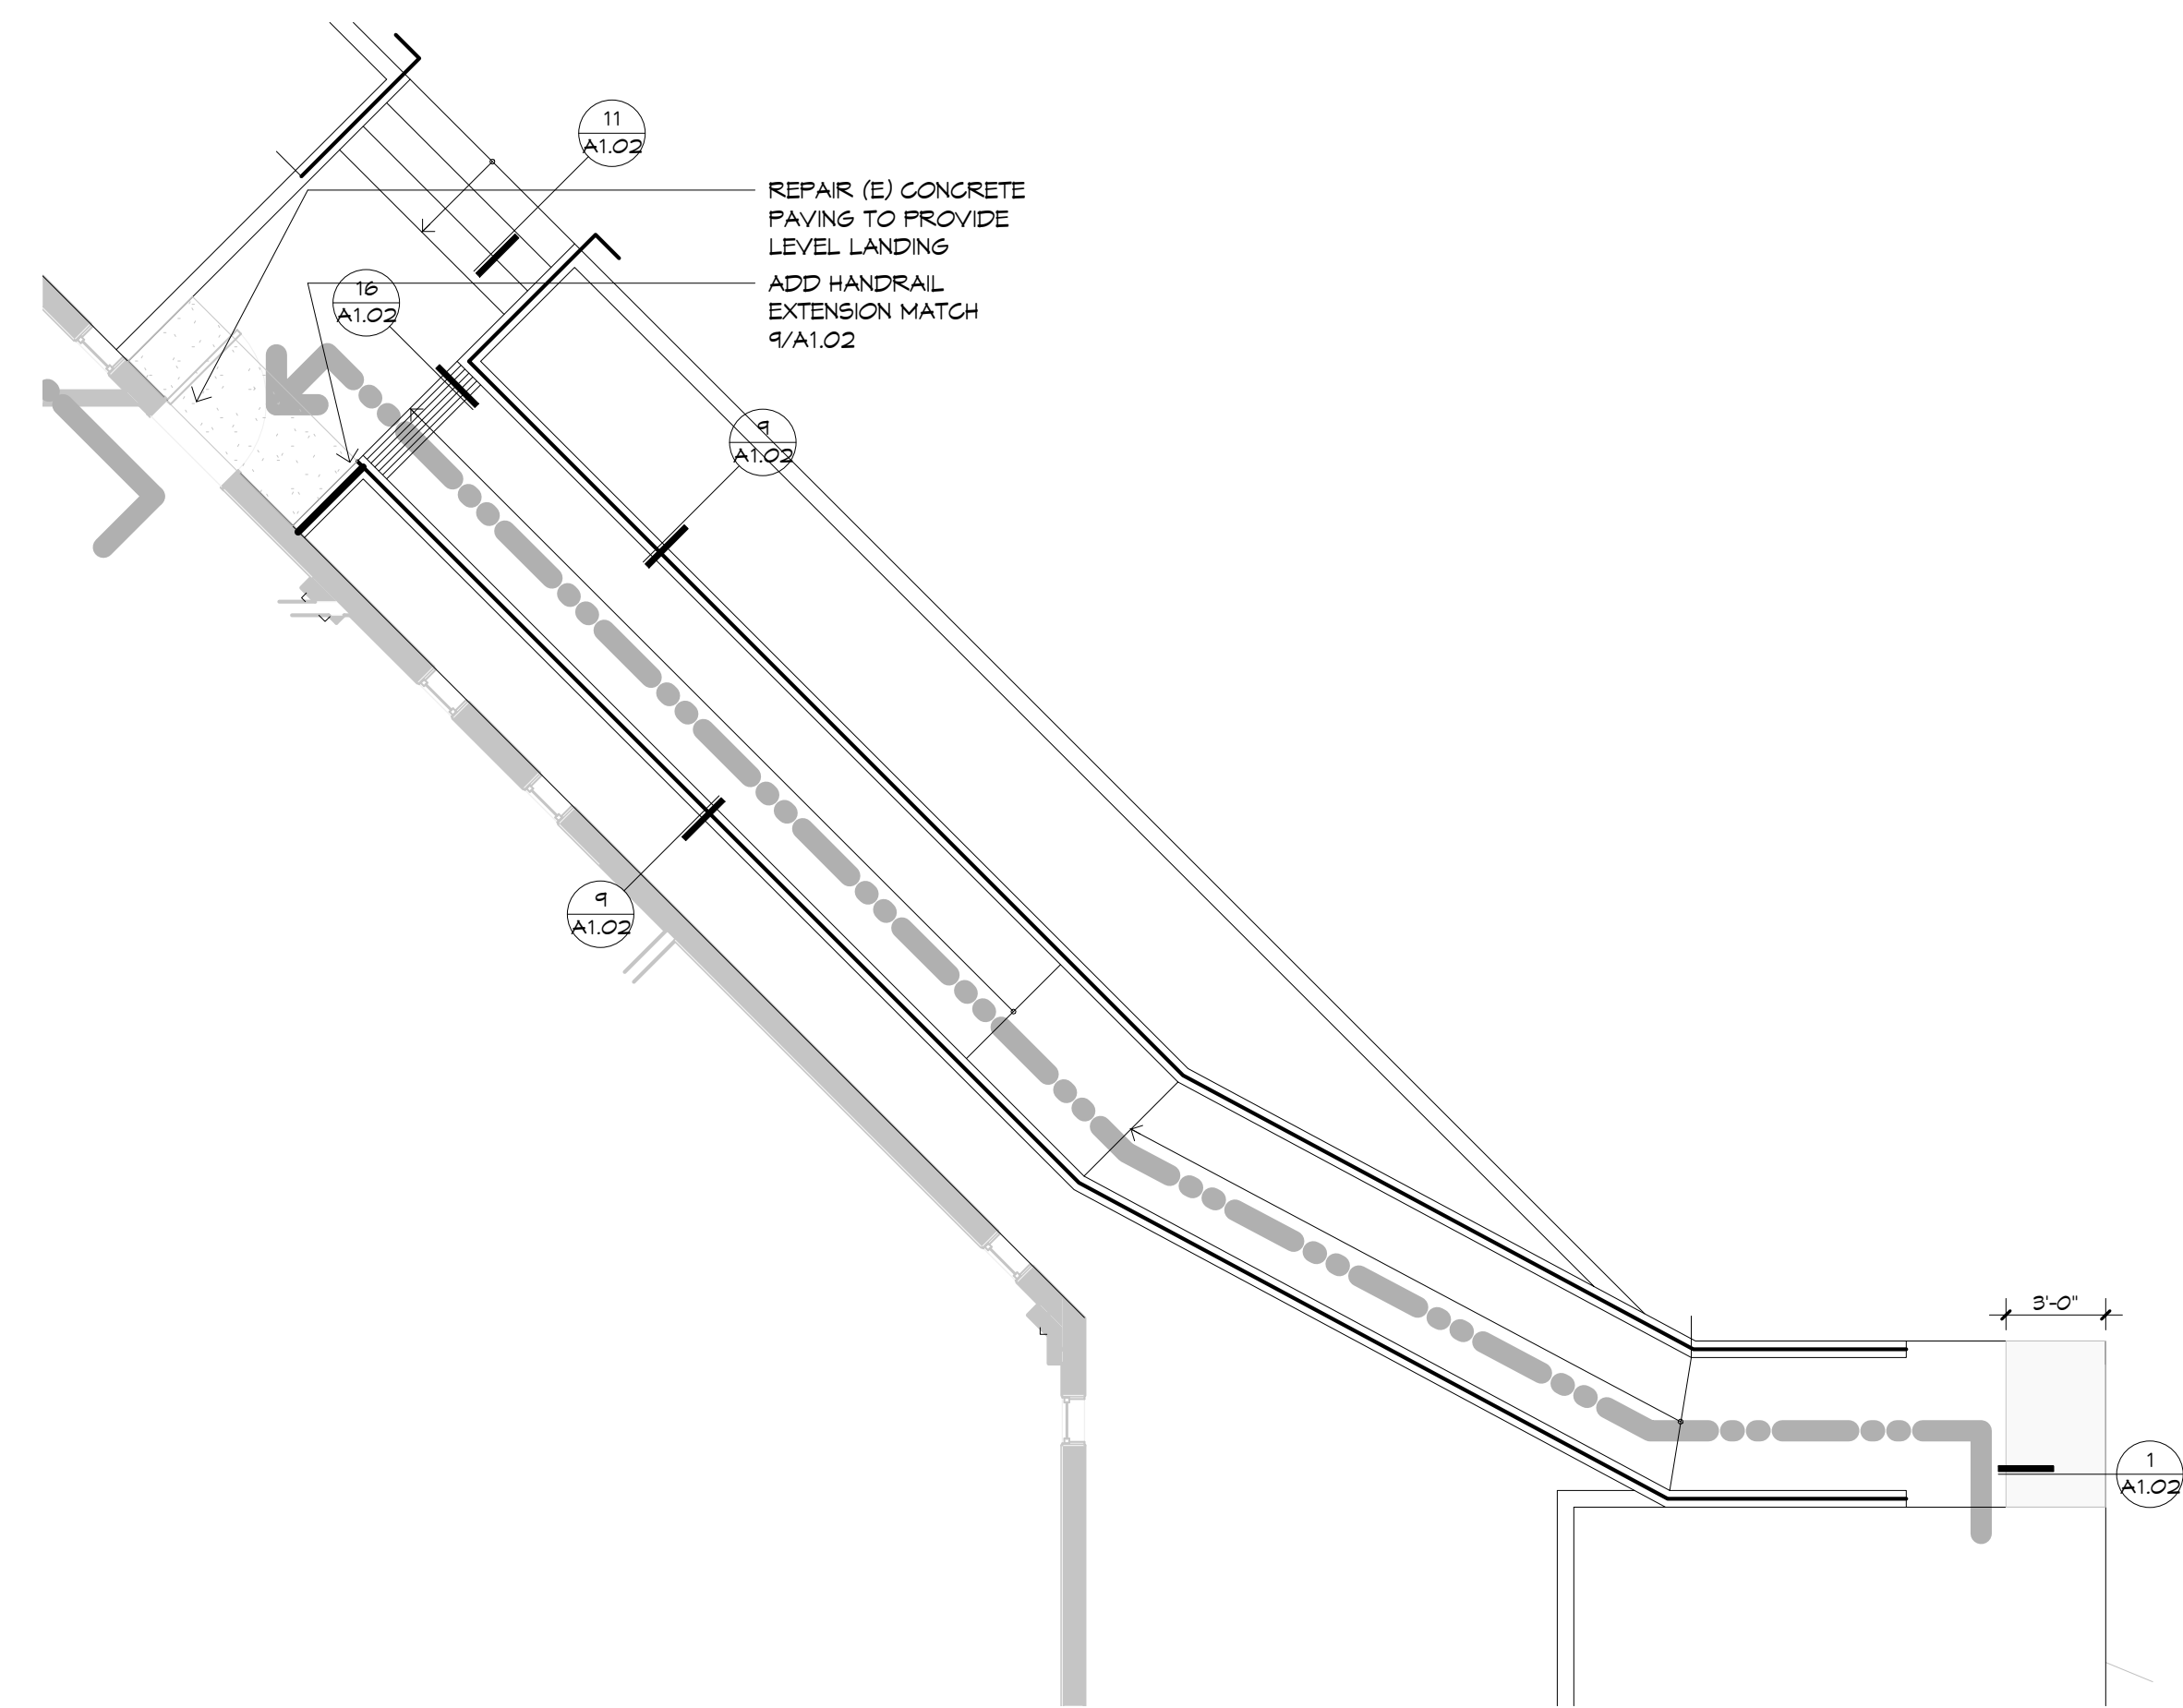 11
A1.02
REPAIR (E) CONCRETE
PAVING TO PROVIDE
LEVEL LANDING
ADD HANDRAIL
EXTENSION MATCH
9/A1.02
16
A1.02
9
A1.02
9
A1.02
3'-0"
1
A1.02